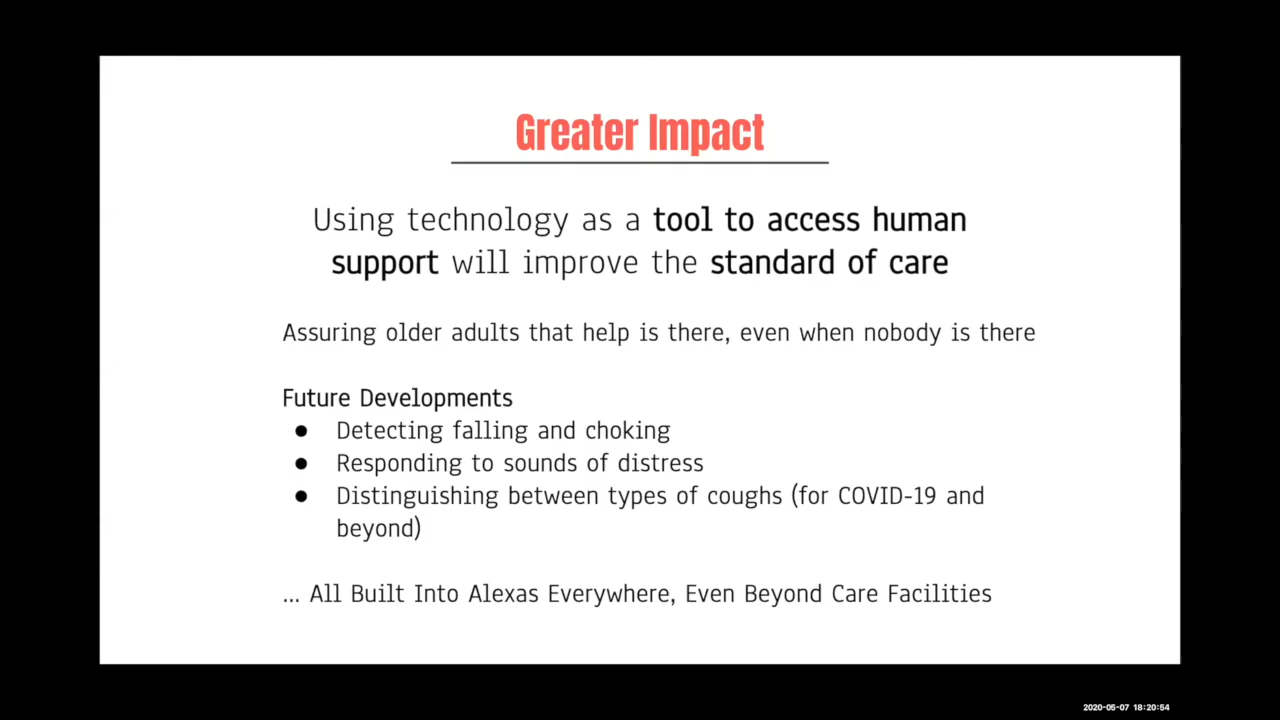 Greater Impact
Using technology as a tool to access human
support will improve the standard of care
Assuring older adults that help is there, even when nobody is there
Future Developments
● Detecting falling and choking
● Responding to sounds of distress
● Distinguishing between types of coughs (for COVID-19 and
beyond)
... All Built Into Alexas Everywhere, Even Beyond Care Facilities
2020-05-07 18:20:54